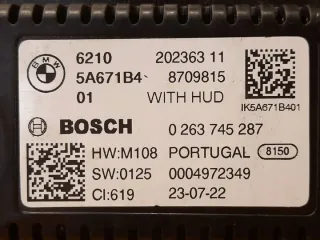 BMW
6210 202363 11
5A671B4 8709815
01 WITH HUD
IK5A671B401
BOSCH 0 263 745 287
HW:M108 PORTUGAL 8150
SW:0125 0004972349
CI:619 23-07-22